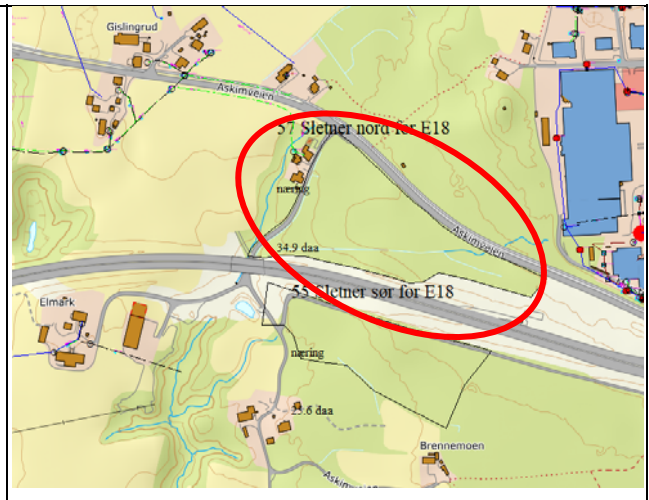 Gislingrud
Askimveien
57 Sletner nord for E18
næring
Askimveien
34.9 daa
55 Sletner sør for E18
Elmark
næring
23.6 daa
Brennemoen
Askim